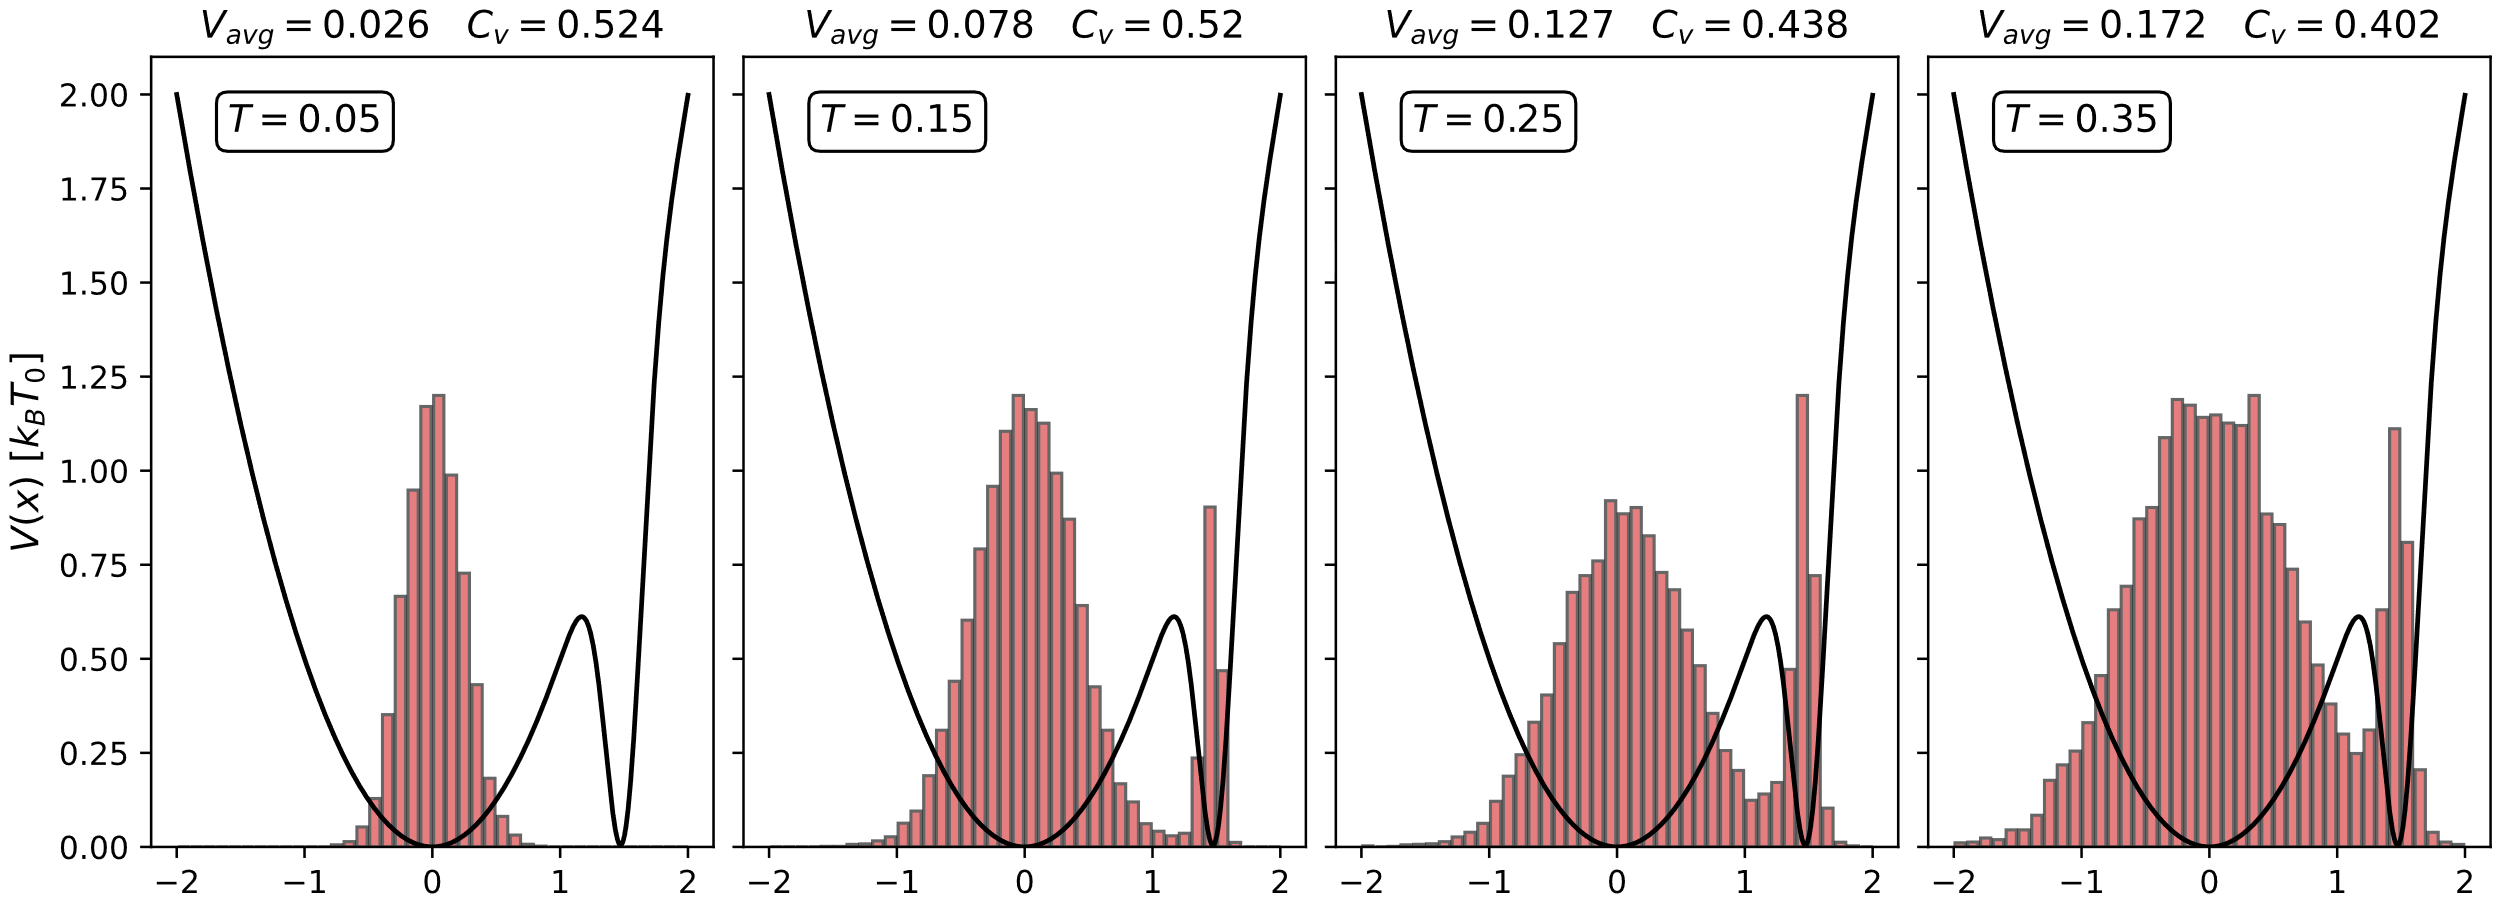 V_avg = 0.026 C_v = 0.524
V_avg = 0.078 C_v = 0.52
V_avg = 0.127 C_v = 0.438
V_avg = 0.172 C_v = 0.402
T = 0.05
T = 0.15
T = 0.25
T = 0.35
V(x) [k_B T_0]
2.00
1.75
1.50
1.25
1.00
0.75
0.50
0.25
0.00
−2 −1 0 1 2
−2 −1 0 1 2
−2 −1 0 1 2
−2 −1 0 1 2